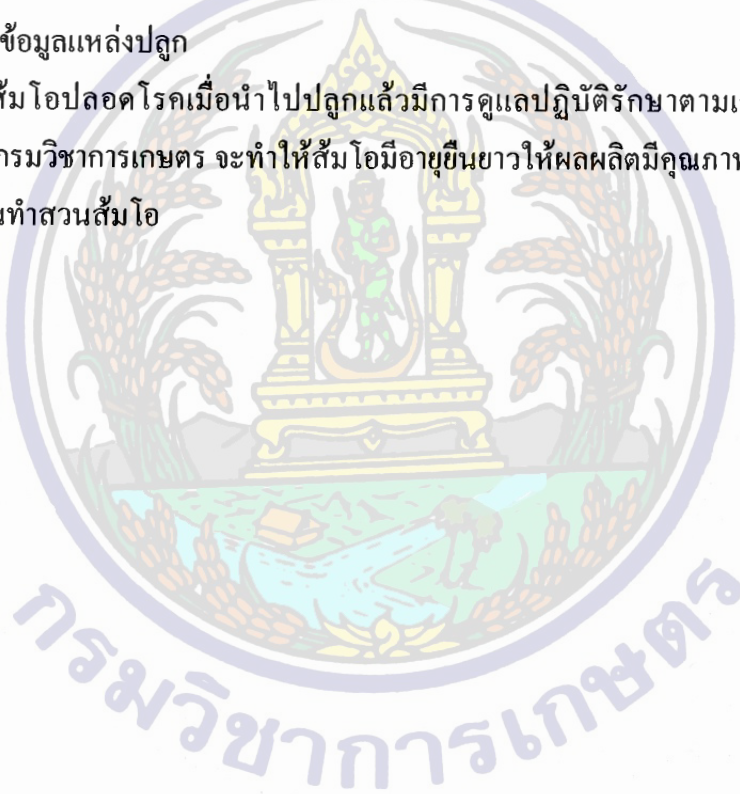 ข้อมูลแหล่งปลูก
ส้มโอปลอดโรคเมื่อนำไปปลูกแล้วมีการดูแลปฏิบัติรักษาตาม
กรมวิชาการเกษตร จะทำให้ส้มโอมีอายุยืนยาวให้ผลผลิตมีคุณภาพ
ทำสวนส้มโอ
กรมวิชาการเกษตร